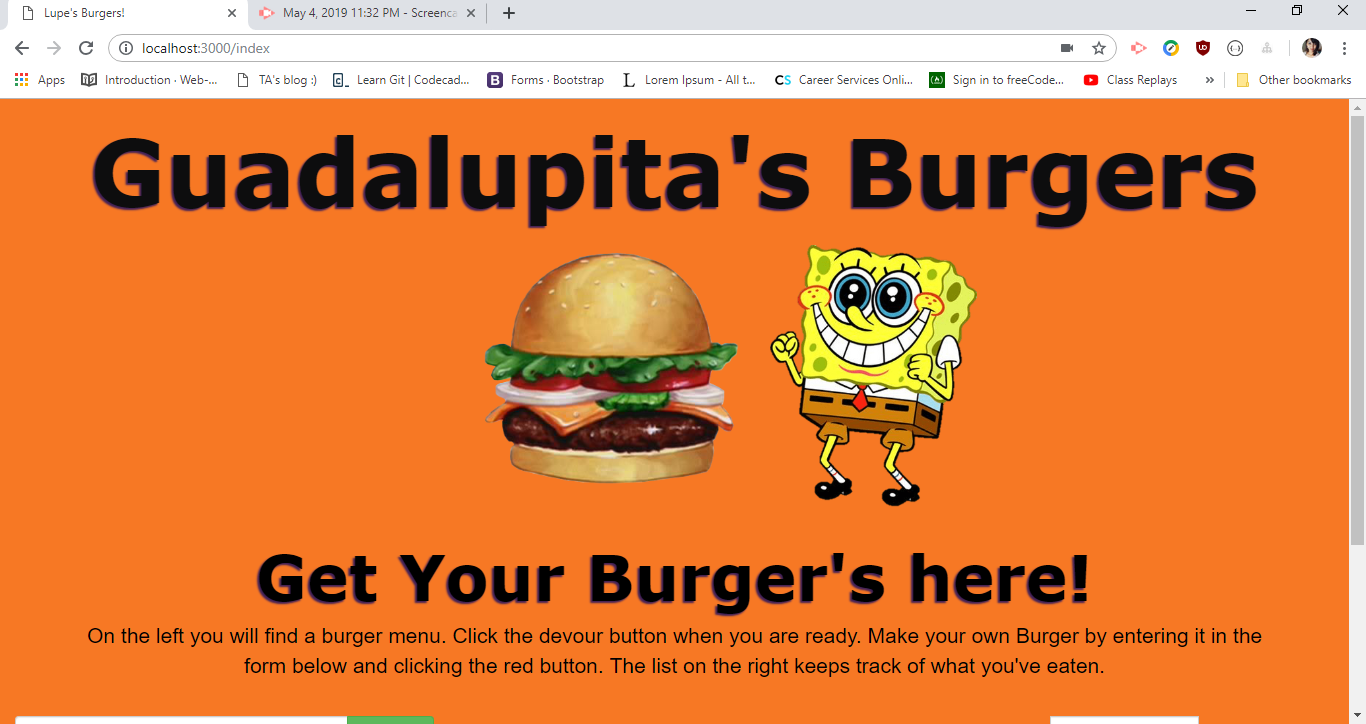 Lupe's Burgers!
May 4, 2019 11:32 PM - Screenca
localhost:3000/index
Apps
Introduction · Web-...
TA's blog :)
Learn Git | Codecad...
Forms · Bootstrap
Lorem Ipsum - All t...
Career Services Onli...
Sign in to freeCode...
Class Replays
»
Other bookmarks
Guadalupita's Burgers
Get Your Burger's here!
On the left you will find a burger menu. Click the devour button when you are ready. Make your own Burger by entering it in the
form below and clicking the red button. The list on the right keeps track of what you've eaten.